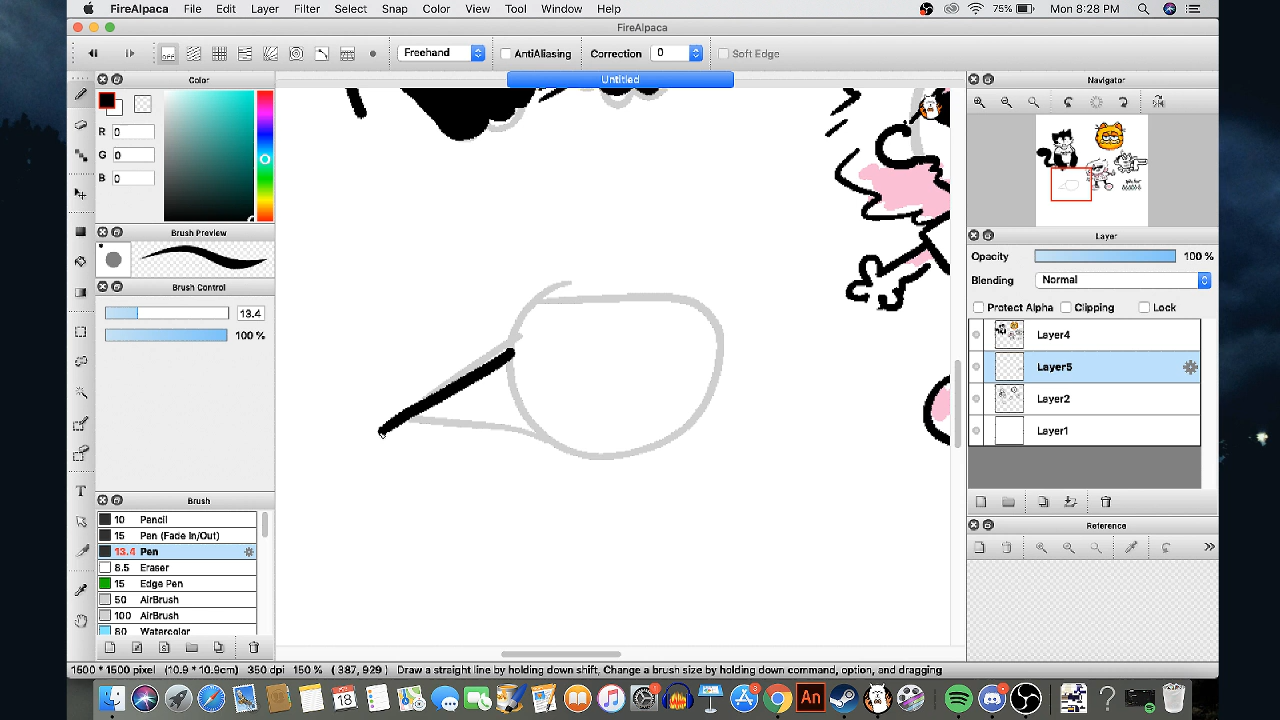 FireAlpaca File Edit Layer Filter Select Snap Color View Tool Window Help 75% Mon 8:28 PM
FireAlpaca
OFF Freehand AntiAliasing Correction 0 Soft Edge
Color Untitled Navigator
R 0
G 0
B 0
Brush Preview Layer
Opacity 100 %
Blending Normal
Brush Control
Protect Alpha Clipping Lock
13.4
100 %
Layer4
Layer5
Layer2
Layer1
Brush
10 Pencil
15 Pen (Fade In/Out)
13.4 Pen
8.5 Eraser
15 Edge Pen
50 AirBrush
100 AirBrush
80 Watercolor
Reference
1500 * 1500 pixel (10.9 * 10.9cm) 350 dpi 150 % ( 387, 929 ) Draw a straight line by holding down shift, Change a brush size by holding down command, option, and dragging
18
An